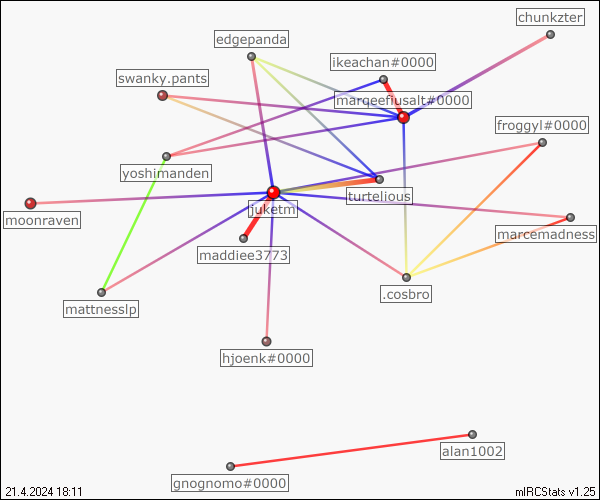 chunkzter
edgepanda
ikeachan#0000
swanky.pants
marqeefiusalt#0000
froggyl#0000
yoshimanden
turtelious
juketm
moonraven
marcemadness
maddiee3773
.cosbro
mattnesslp
hjoenk#0000
alan1002
gnognomo#0000
21.4.2024 18:11
mIRCStats v1.25